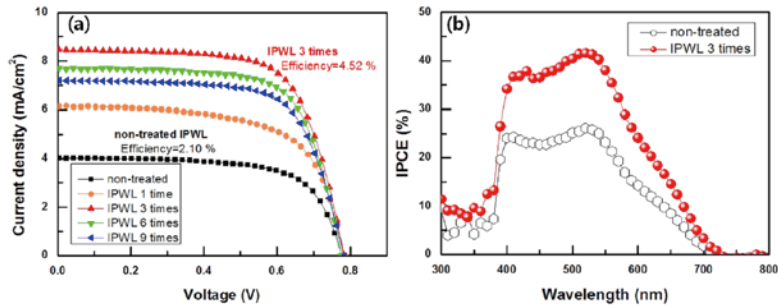 (a)
IPWL 3 times
Efficiency=4.52 %
non-treated IPWL
Efficiency=2.10 %
non-treated
IPWL 1 time
IPWL 3 times
IPWL 6 times
IPWL 9 times
10
8
6
4
2
0
0.0 0.2 0.4 0.6 0.8 1.0
Current density (mA/cm²)
Voltage (V)
(b)
non-treated
IPWL 3 times
50
40
30
20
10
0
300 400 500 600 700 800
IPCE (%)
Wavelength (nm)